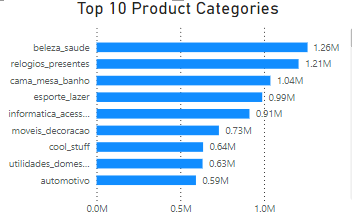 Top 10 Product Categories
beleza_saude 1.26M
relogios_presentes 1.21M
cama_mesa_banho 1.04M
esporte_lazer 0.99M
informatica_acess... 0.91M
moveis_decoracao 0.73M
cool_stuff 0.64M
utilidades_domes... 0.63M
automotivo 0.59M
0.0M 0.5M 1.0M